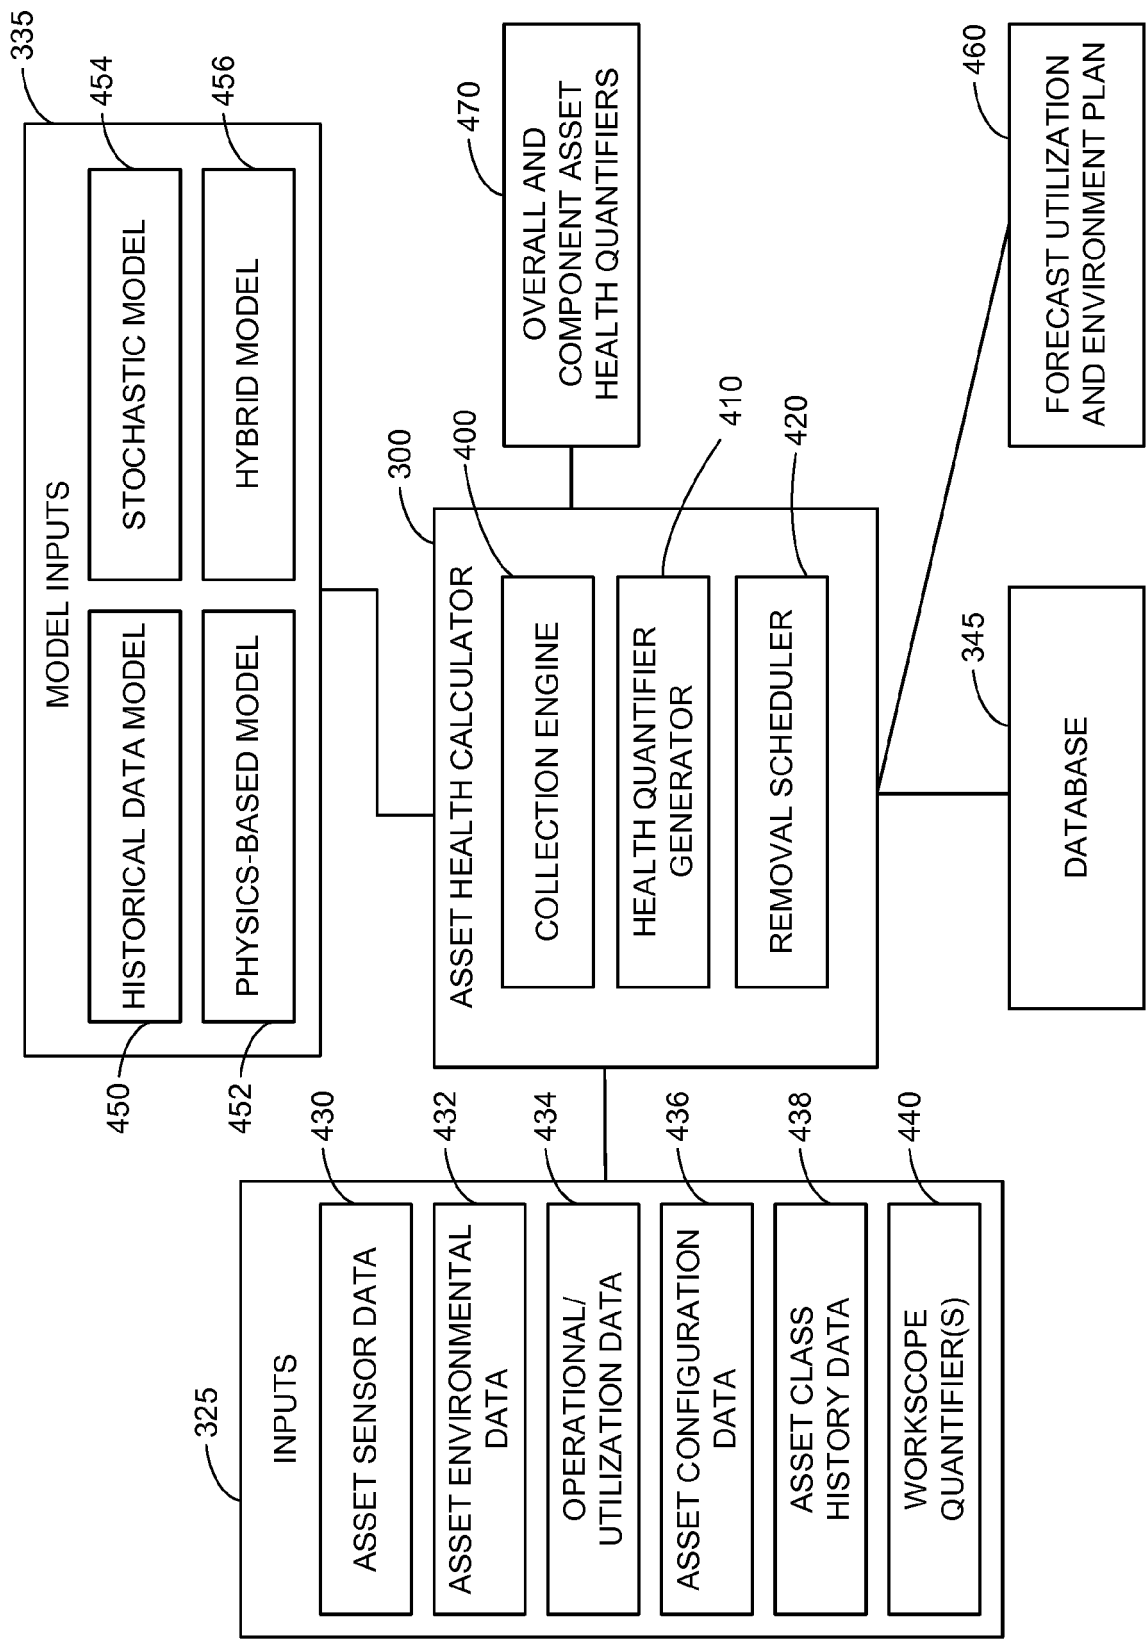 MODEL INPUTS
335
HISTORICAL DATA MODEL
450
STOCHASTIC MODEL
454
PHYSICS-BASED MODEL
452
HYBRID MODEL
456
325
INPUTS
ASSET SENSOR DATA
430
ASSET ENVIRONMENTAL
DATA
432
OPERATIONAL/
UTILIZATION DATA
434
ASSET CONFIGURATION
DATA
436
ASSET CLASS
HISTORY DATA
438
WORKSCOPE
QUANTIFIER(S)
440
ASSET HEALTH CALCULATOR
300
COLLECTION ENGINE
400
HEALTH QUANTIFIER
GENERATOR
410
REMOVAL SCHEDULER
420
OVERALL AND
COMPONENT ASSET
HEALTH QUANTIFIERS
470
DATABASE
345
FORECAST UTILIZATION
AND ENVIRONMENT PLAN
460